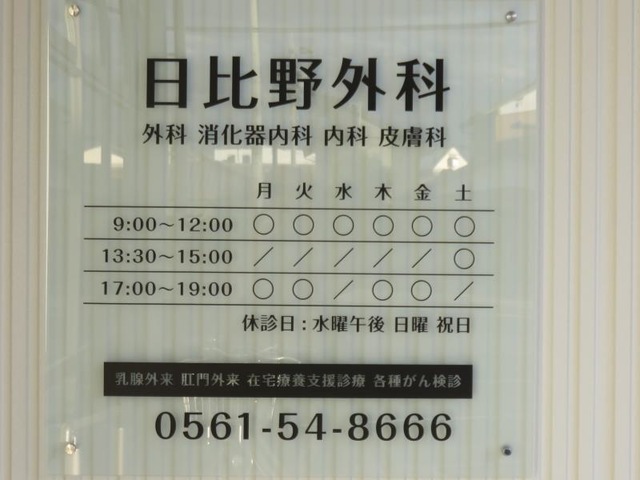 日比野外科
外科 消化器内科 内科 皮膚科
月 火 水 木 金 土
9:00〜12:00 ○ ○ ○ ○ ○ ○
13:30〜15:00 ／ ／ ／ ／ ／ ○
17:00〜19:00 ○ ○ ／ ○ ○ ／
休診日：水曜午後 日曜 祝日
乳腺外来 肛門外来 在宅療養支援診療 各種がん検診
0561-54-8666